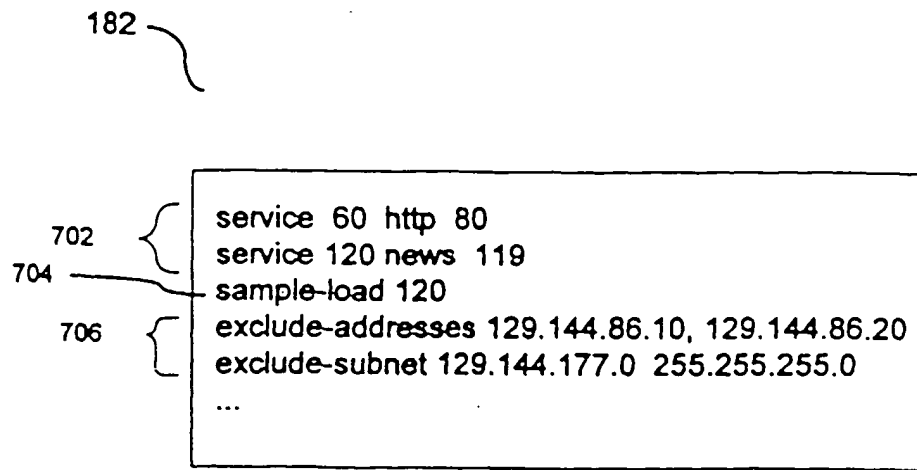 182
702
service 60 http 80
service 120 news 119
704
sample-load 120
706
exclude-addresses 129.144.86.10, 129.144.86.20
exclude-subnet 129.144.177.0 255.255.255.0
...